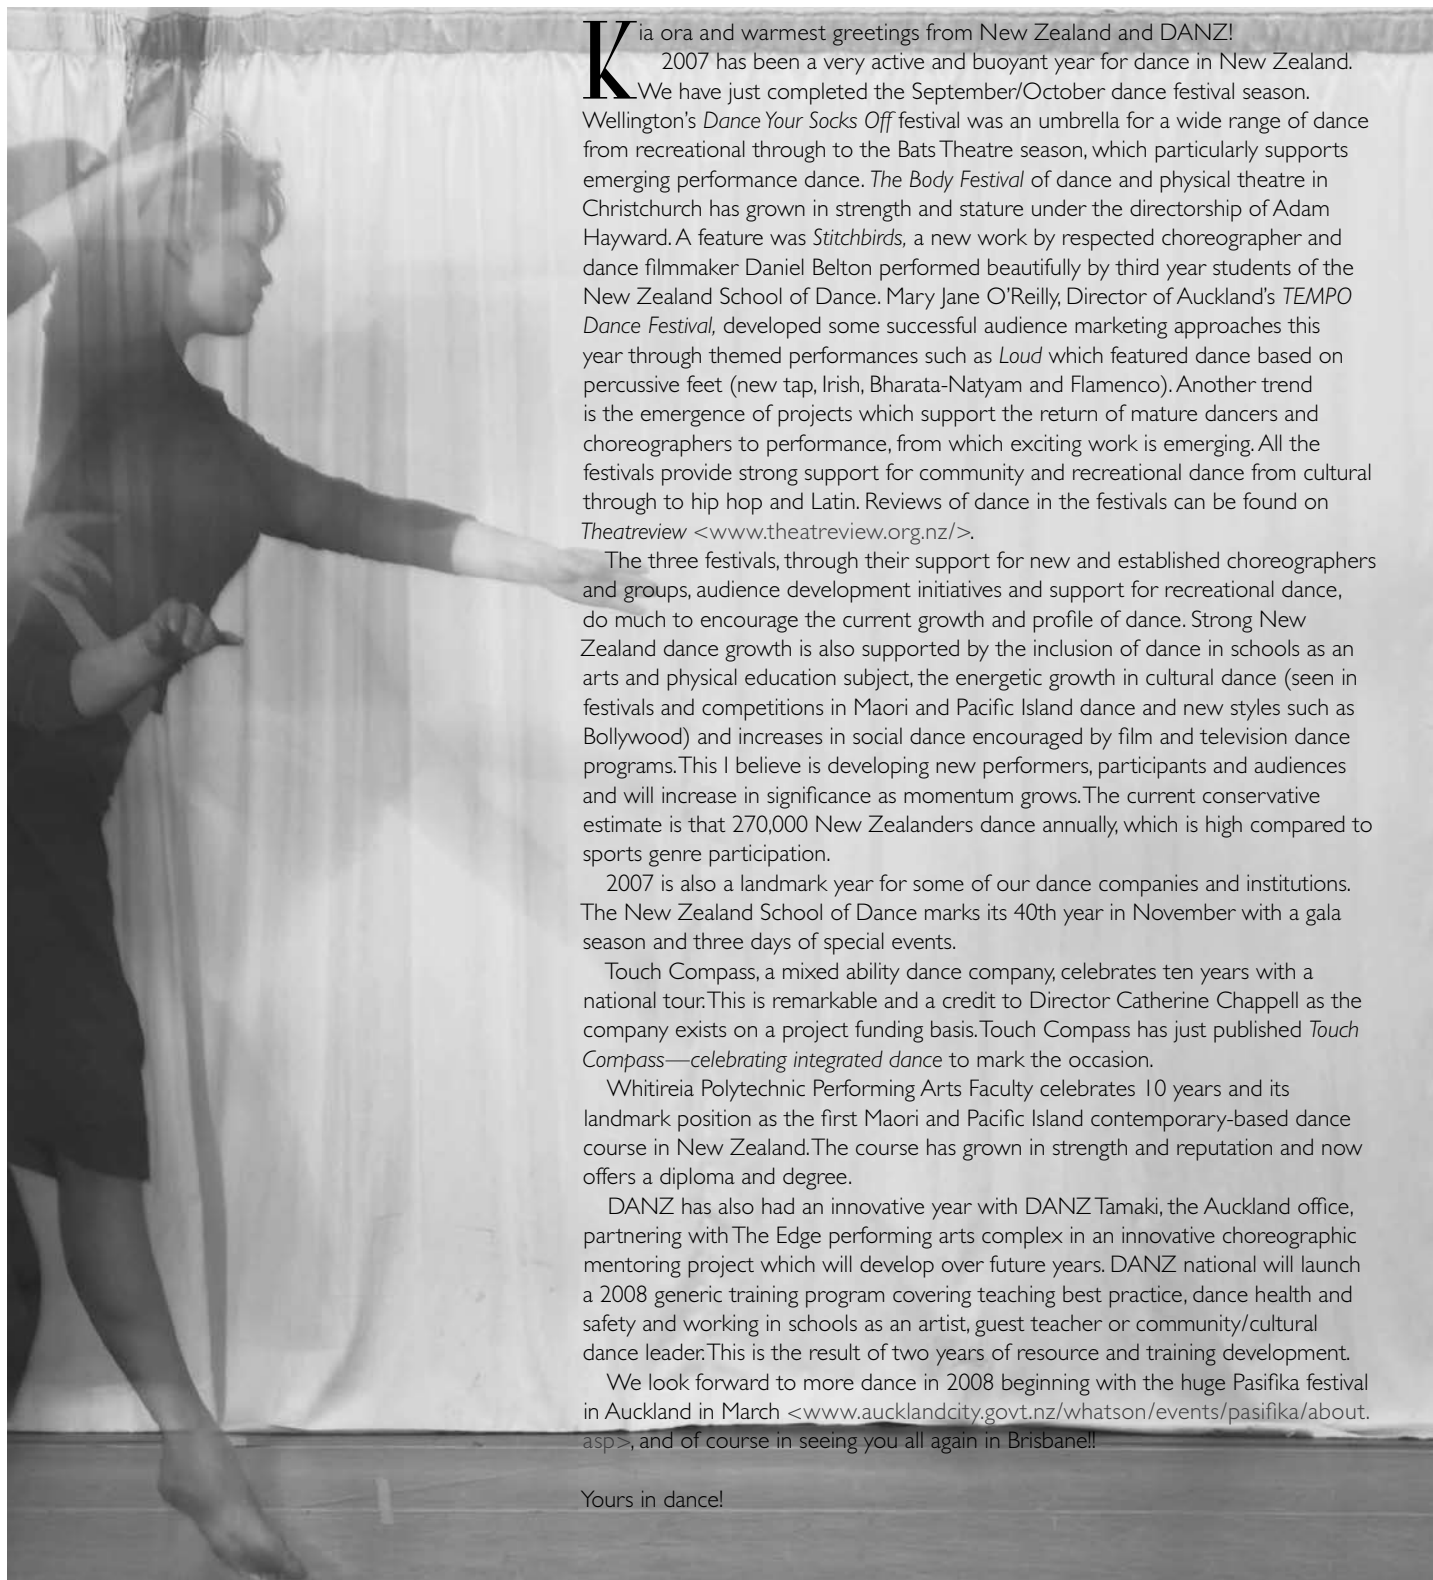 Kia ora and warmest greetings from New Zealand and DANZ!
2007 has been a very active and buoyant year for dance in New Zealand.
We have just completed the September/October dance festival season.
Wellington's Dance Your Socks Off festival was an umbrella for a wide range of dance
from recreational through to the Bats Theatre season, which particularly supports
emerging performance dance. The Body Festival of dance and physical theatre in
Christchurch has grown in strength and stature under the directorship of Adam
Hayward. A feature was Stitchbirds, a new work by respected choreographer and
dance filmmaker Daniel Belton performed beautifully by third year students of the
New Zealand School of Dance. Mary Jane O'Reilly, Director of Auckland's TEMPO
Dance Festival, developed some successful audience marketing approaches this
year through themed performances such as Loud which featured dance based on
percussive feet (new tap, Irish, Bharata-Natyam and Flamenco). Another trend
is the emergence of projects which support the return of mature dancers and
choreographers to performance, from which exciting work is emerging. All the
festivals provide strong support for community and recreational dance from cultural
through to hip hop and Latin. Reviews of dance in the festivals can be found on
Theatreview <www.theatreview.org.nz/>.
The three festivals, through their support for new and established choreographers
and groups, audience development initiatives and support for recreational dance,
do much to encourage the current growth and profile of dance. Strong New
Zealand dance growth is also supported by the inclusion of dance in schools as an
arts and physical education subject, the energetic growth in cultural dance (seen in
festivals and competitions in Maori and Pacific Island dance and new styles such as
Bollywood) and increases in social dance encouraged by film and television dance
programs. This I believe is developing new performers, participants and audiences
and will increase in significance as momentum grows. The current conservative
estimate is that 270,000 New Zealanders dance annually, which is high compared to
sports genre participation.
2007 is also a landmark year for some of our dance companies and institutions.
The New Zealand School of Dance marks its 40th year in November with a gala
season and three days of special events.
Touch Compass, a mixed ability dance company, celebrates ten years with a
national tour. This is remarkable and a credit to Director Catherine Chappell as the
company exists on a project funding basis. Touch Compass has just published Touch
Compass—celebrating integrated dance to mark the occasion.
Whitireia Polytechnic Performing Arts Faculty celebrates 10 years and its
landmark position as the first Maori and Pacific Island contemporary-based dance
course in New Zealand. The course has grown in strength and reputation and now
offers a diploma and degree.
DANZ has also had an innovative year with DANZ Tamaki, the Auckland office,
partnering with The Edge performing arts complex in an innovative choreographic
mentoring project which will develop over future years. DANZ national will launch
a 2008 generic training program covering teaching best practice, dance health and
safety and working in schools as an artist, guest teacher or community/cultural
dance leader. This is the result of two years of resource and training development.
We look forward to more dance in 2008 beginning with the huge Pasifika festival
in Auckland in March <www.aucklandcity.govt.nz/whatson/events/pasifika/about.
asp>, and of course in seeing you all again in Brisbane!!
Yours in dance!